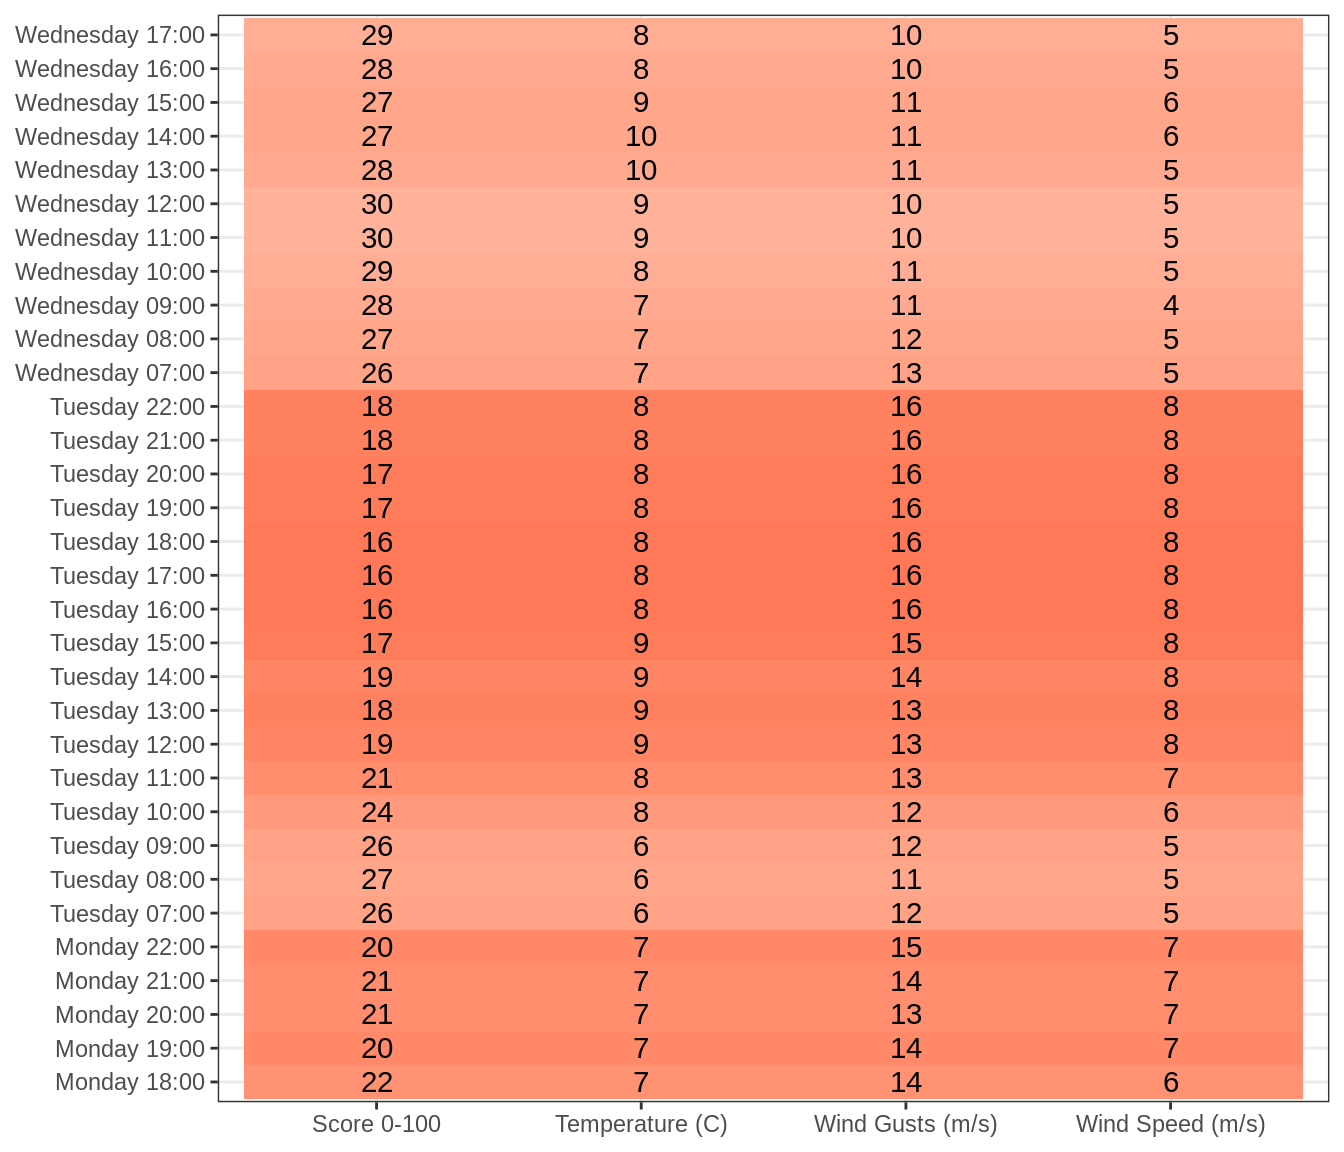 Wednesday 17:00 29 8 10 5
Wednesday 16:00 28 8 10 5
Wednesday 15:00 27 9 11 6
Wednesday 14:00 27 10 11 6
Wednesday 13:00 28 10 11 5
Wednesday 12:00 30 9 10 5
Wednesday 11:00 30 9 10 5
Wednesday 10:00 29 8 11 5
Wednesday 09:00 28 7 11 4
Wednesday 08:00 27 7 12 5
Wednesday 07:00 26 7 13 5
Tuesday 22:00 18 8 16 8
Tuesday 21:00 18 8 16 8
Tuesday 20:00 17 8 16 8
Tuesday 19:00 17 8 16 8
Tuesday 18:00 16 8 16 8
Tuesday 17:00 16 8 16 8
Tuesday 16:00 16 8 16 8
Tuesday 15:00 17 9 15 8
Tuesday 14:00 19 9 14 8
Tuesday 13:00 18 9 13 8
Tuesday 12:00 19 9 13 8
Tuesday 11:00 21 8 13 7
Tuesday 10:00 24 8 12 6
Tuesday 09:00 26 6 12 5
Tuesday 08:00 27 6 11 5
Tuesday 07:00 26 6 12 5
Monday 22:00 20 7 15 7
Monday 21:00 21 7 14 7
Monday 20:00 21 7 13 7
Monday 19:00 20 7 14 7
Monday 18:00 22 7 14 6
Score 0-100 Temperature (C) Wind Gusts (m/s) Wind Speed (m/s)